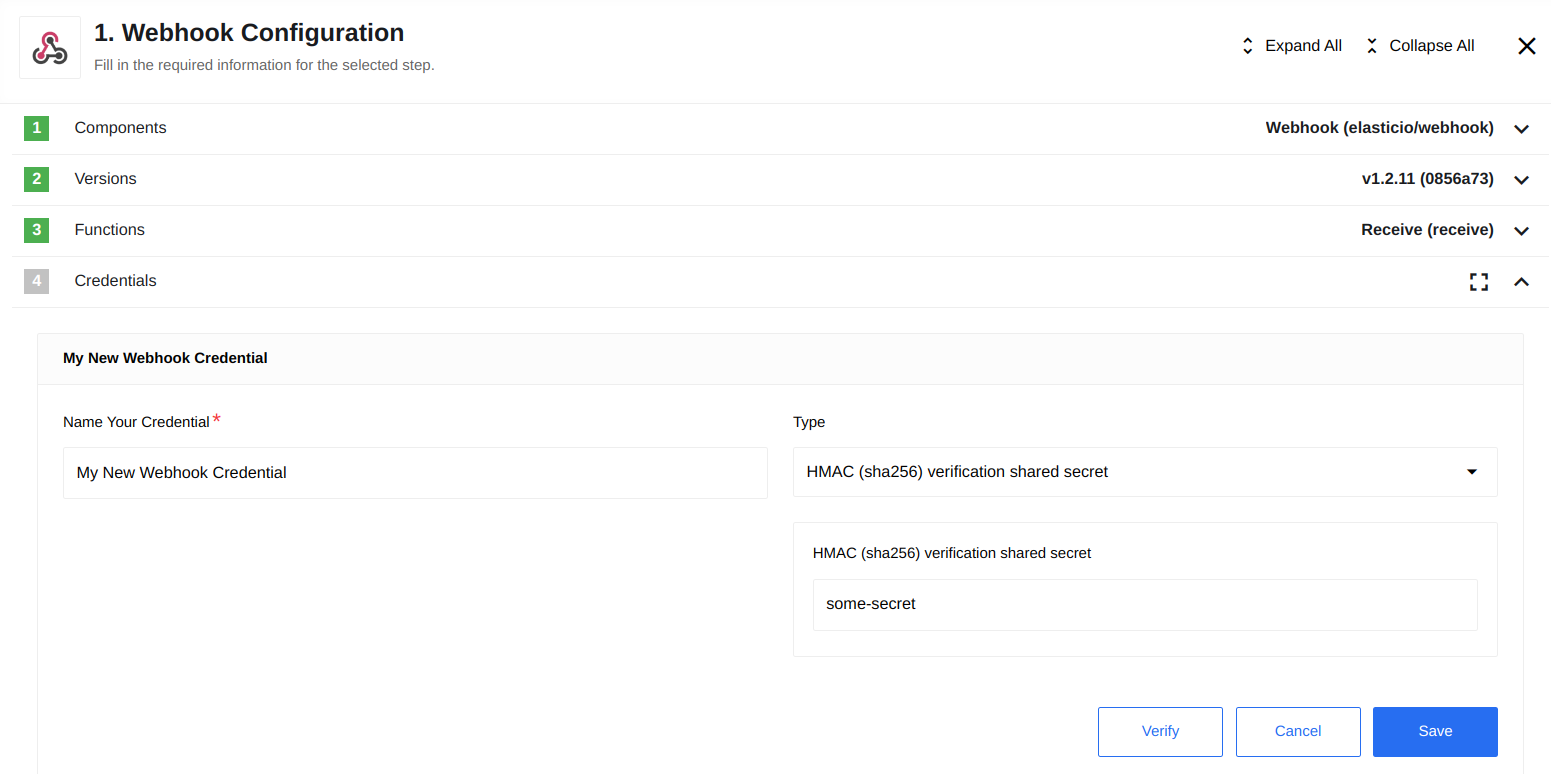 1. Webhook Configuration
Fill in the required information for the selected step.
Expand All
Collapse All
1 Components Webhook (elasticio/webhook)
2 Versions v1.2.11 (0856a73)
3 Functions Receive (receive)
4 Credentials
My New Webhook Credential
Name Your Credential*
My New Webhook Credential
Type
HMAC (sha256) verification shared secret
HMAC (sha256) verification shared secret
some-secret
Verify
Cancel
Save